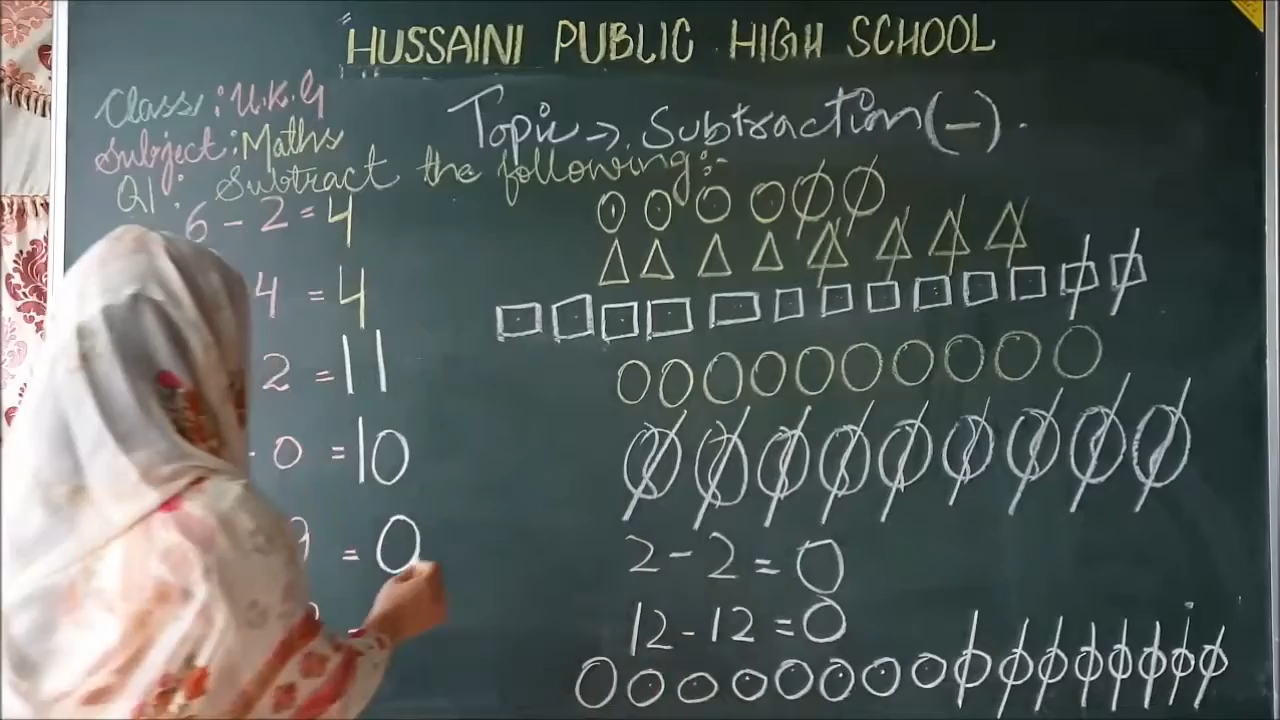 "HUSSAINI PUBLIC HIGH SCHOOL
Class: U.K.G
Topic → Subtraction (−).
Subject: Maths
Q1: Subtract the following:-
6 - 2 = 4
4 = 4
2 = 11
- 0 = 10
9 = 0
2 - 2 = 0
12 - 12 = 0